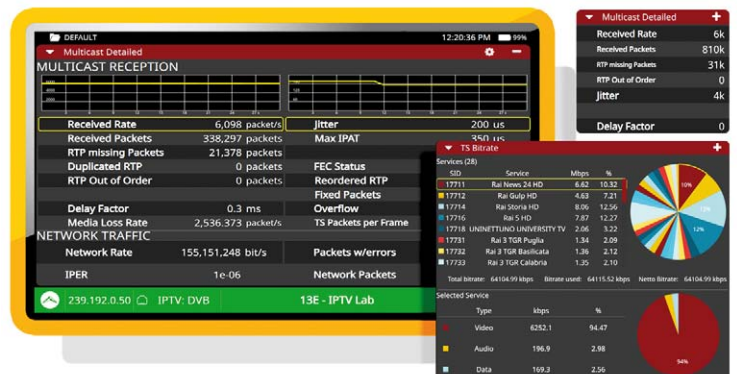 DEFAULT 12:20:36 PM 99%
Multicast Detailed
MULTICAST RECEPTION
Received Rate 6,098 packet/s Jitter 200 us
Received Packets 338,297 packets Max IPAT 350 us
RTP missing Packets 21,378 packets
Duplicated RTP 0 packets FEC Status
RTP Out of Order 0 packets Reordered RTP
Fixed Packets
Delay Factor 0.3 ms Overflow
Media Loss Rate 2,536.373 packet/s TS Packets per Frame
NETWORK TRAFFIC
Network Rate 155,151,248 bit/s Packets w/errors
IPER 1e-06 Network Packets
239.192.0.50 IPTV: DVB 13E - IPTV Lab
Multicast Detailed +
Received Rate 6k
Received Packets 810k
RTP missing Packets 31k
RTP Out of Order 0
Jitter 4k
Delay Factor 0
TS Bitrate +
Services (28)
SID Service Mbps %
17711 Rai News 24 HD 6.62 10.32
17712 Rai Gulp HD 4.63 7.21
17714 Rai Storia HD 8.06 12.56
17716 Rai 5 HD 7.87 12.27
17718 UNINETTUNO UNIVERSITY TV 2.06 3.22
17731 Rai 3 TGR Puglia 1.34 2.09
17732 Rai 3 TGR Basilicata 1.36 2.12
17733 Rai 3 TGR Calabria 1.35 2.10
10%
13%
12%
Total bitrate: 64104.99 kbps Bitrate used: 64115.52 kbps Netto Bitrate: 64104.99 kbps
Selected Service
Type kbps %
Video 6252.1 94.47
Audio 196.9 2.98
Data 169.3 2.56
94%